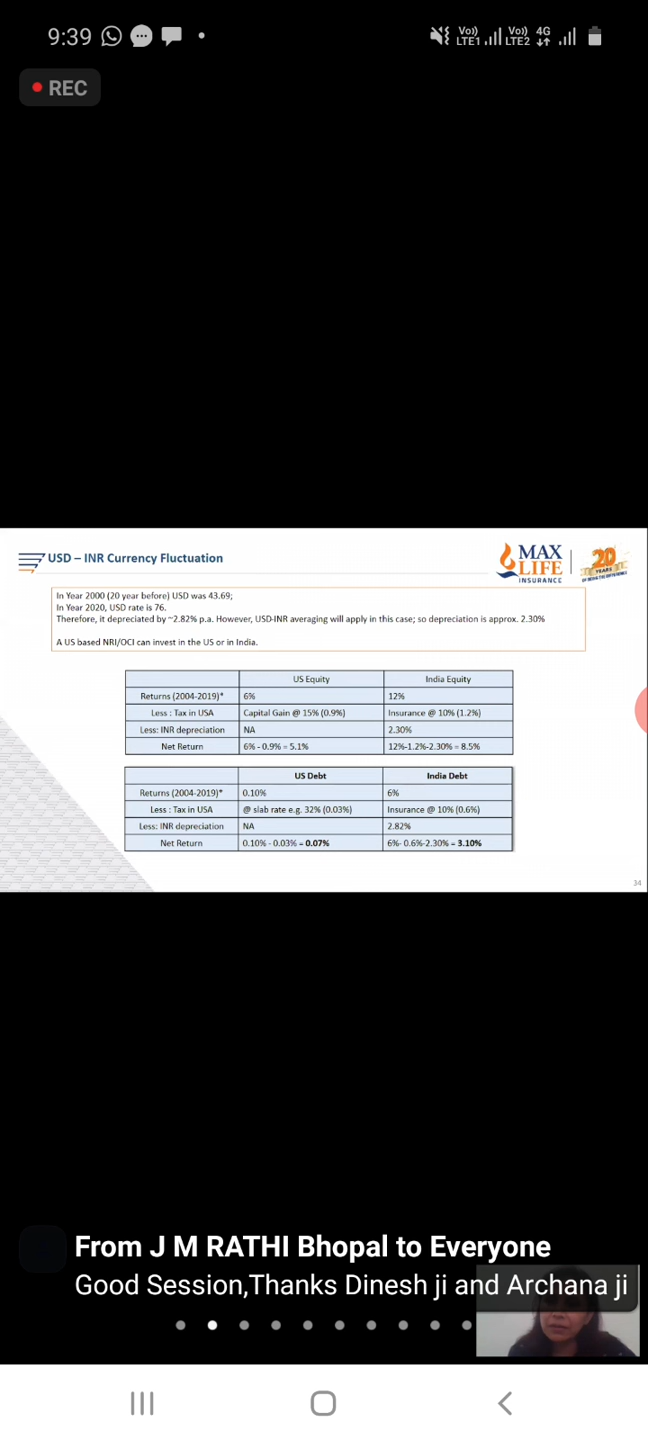 9:39
Vo)) LTE1 Vo)) LTE2 4G
REC
USD – INR Currency Fluctuation
MAX LIFE INSURANCE
20 YEARS
In Year 2000 (20 year before) USD was 43.69;
In Year 2020, USD rate is 76.
Therefore, it depreciated by ~2.82% p.a. However, USD-INR averaging will apply in this case; so depreciation is approx. 2.30%
A US based NRI/OCI can invest in the US or in India.
US Equity India Equity
Returns (2004-2019)* 6% 12%
Less : Tax in USA Capital Gain @ 15% (0.9%) Insurance @ 10% (1.2%)
Less: INR depreciation NA 2.30%
Net Return 6% - 0.9% = 5.1% 12%-1.2%-2.30% = 8.5%
US Debt India Debt
Returns (2004-2019)* 0.10% 6%
Less : Tax in USA @ slab rate e.g. 32% (0.03%) Insurance @ 10% (0.6%)
Less: INR depreciation NA 2.82%
Net Return 0.10% - 0.03% = 0.07% 6%- 0.6%-2.30% = 3.10%
34
From J M RATHI Bhopal to Everyone
Good Session,Thanks Dinesh ji and Archana ji